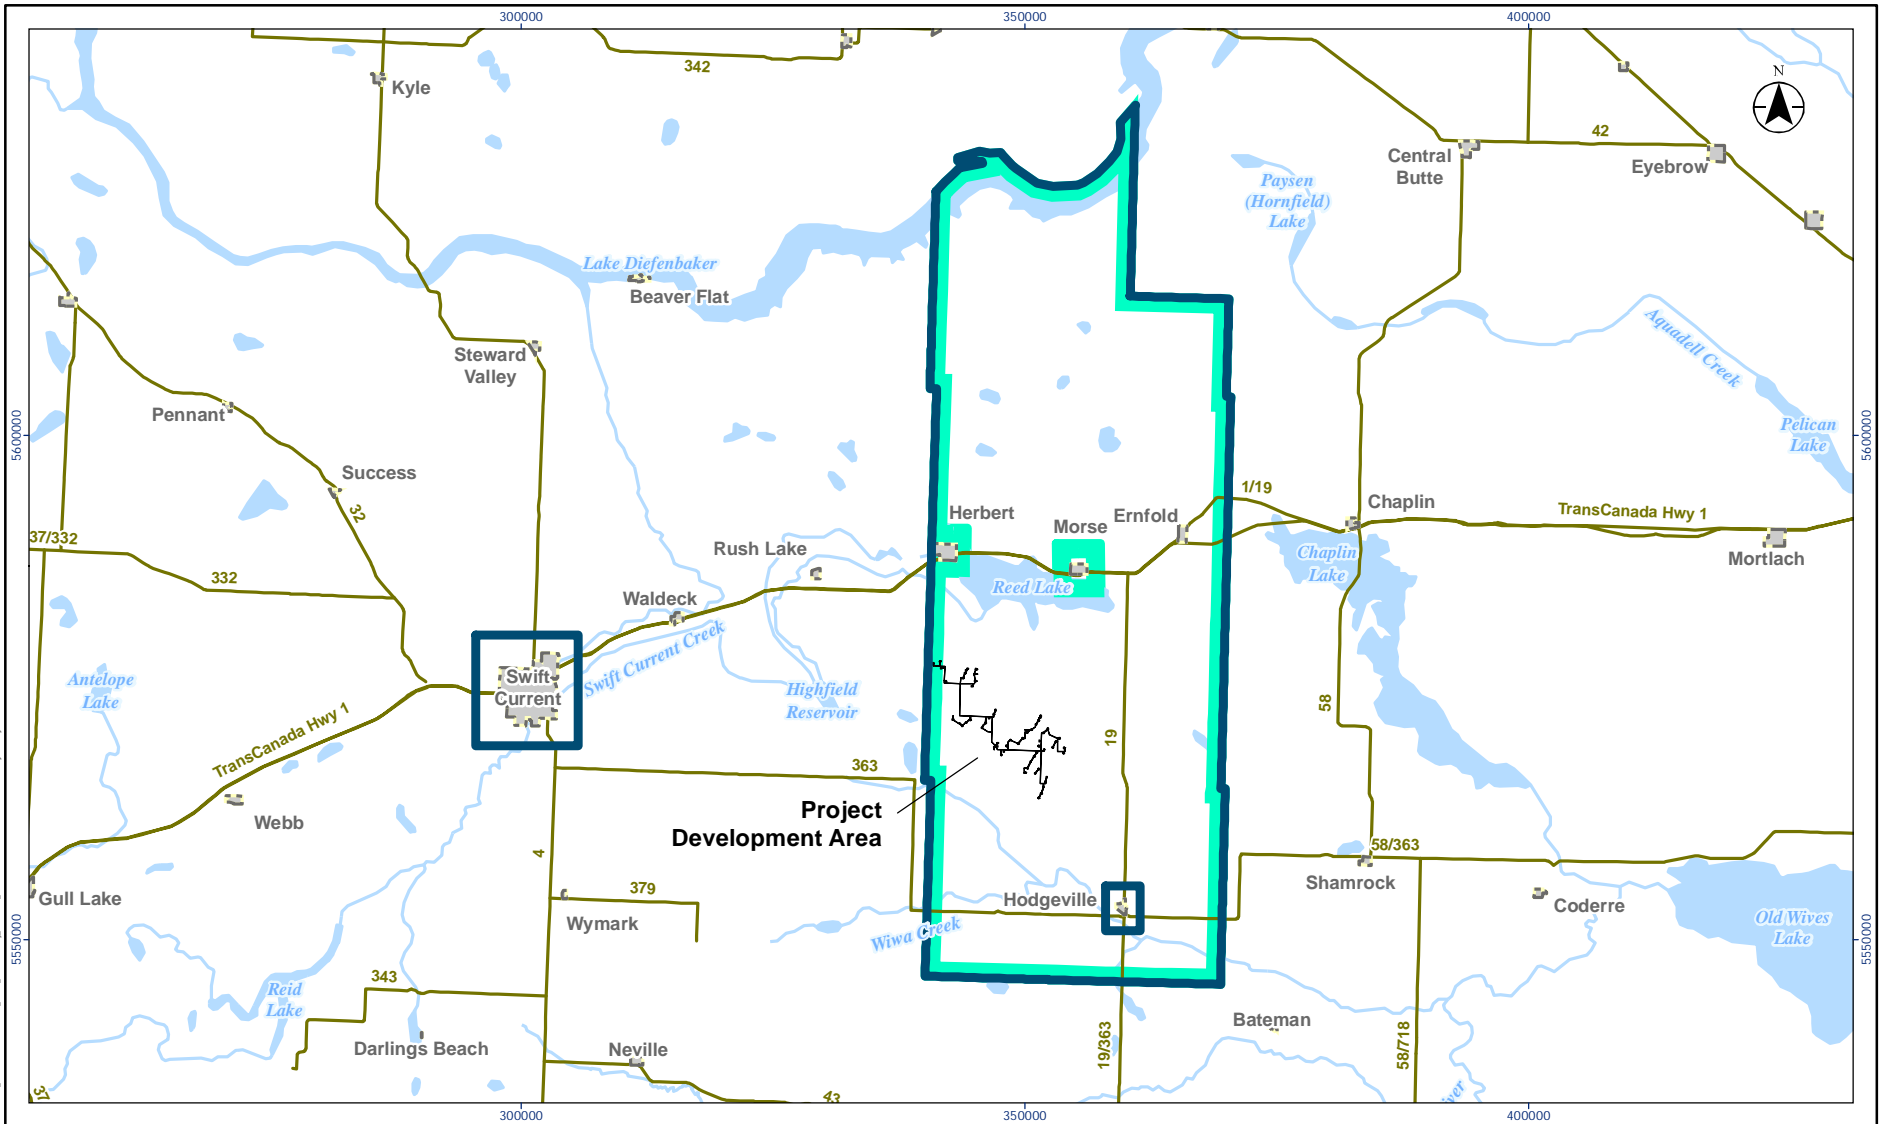 300000
350000
400000
342
Kyle
N
42
Central
Butte
Eyebrow
Paysen
(Hornfield)
Lake
Lake Diefenbaker
Beaver Flat
Aquadell Creek
Steward
Valley
Pennant
5600000
5600000
Pelican
Lake
Success
32
1/19
Chaplin
TransCanada Hwy 1
Herbert
Morse
Ernfold
37/332
Rush Lake
Chaplin
Lake
Mortlach
332
Reed Lake
Waldeck
Swift Current Creek
Swift
Current
Antelope
Lake
Highfield
Reservoir
58
TransCanada Hwy 1
19
363
Project
Development Area
Webb
4
58/363
379
Shamrock
Gull Lake
Hodgeville
Coderre
Wymark
Wiwa Creek
Old Wives
Lake
5550000
5550000
343
Reid
Lake
Bateman
19/363
58/718
Darlings Beach
Neville
37
43
iver
300000
350000
400000